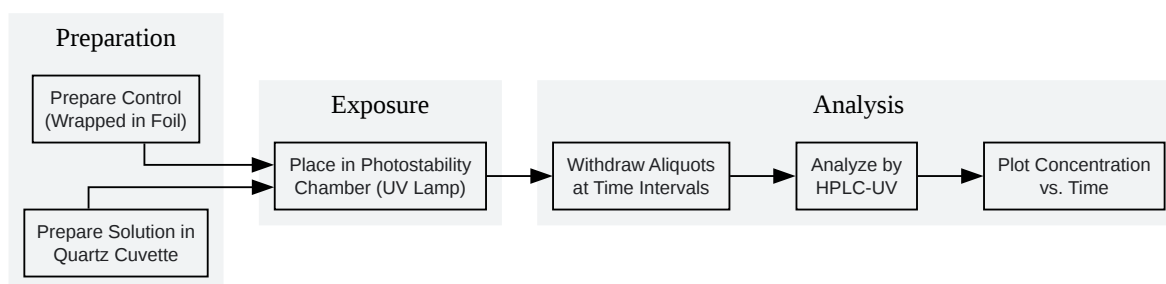 Preparation
Prepare Control
(Wrapped in Foil)
Prepare Solution in
Quartz Cuvette
Exposure
Place in Photostability
Chamber (UV Lamp)
Analysis
Withdraw Aliquots
at Time Intervals
Analyze by
HPLC-UV
Plot Concentration
vs. Time